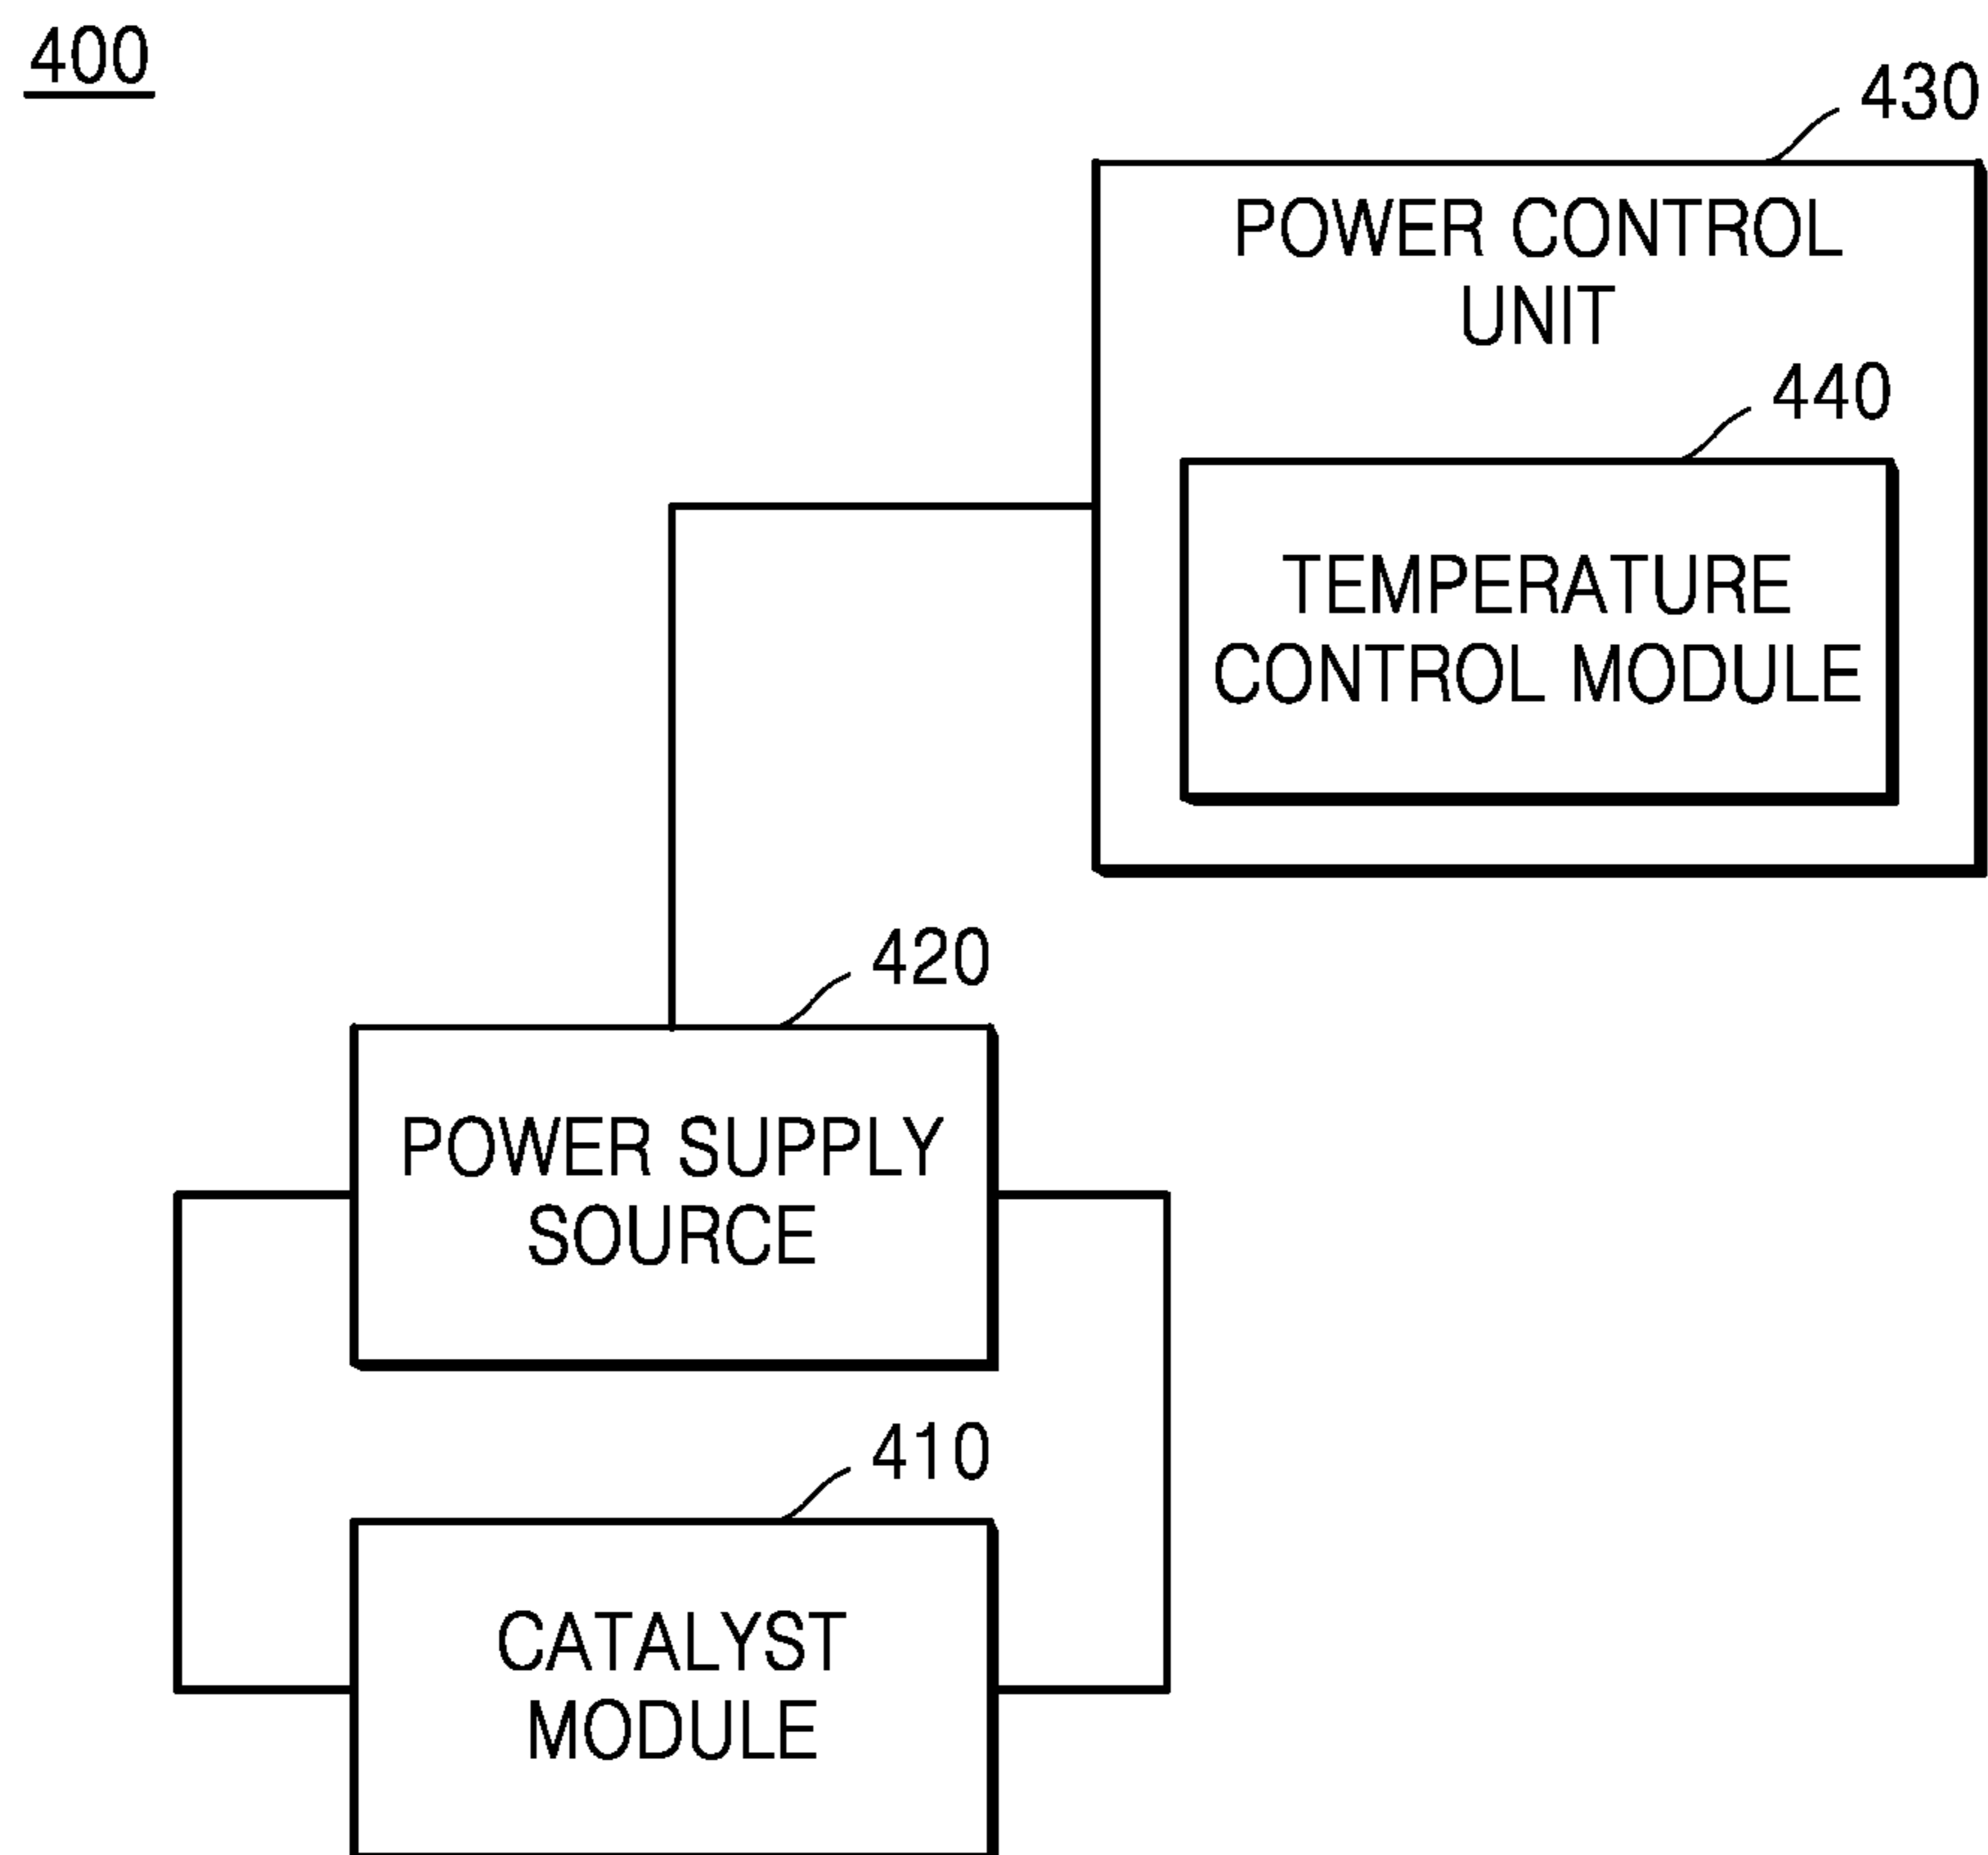 400
430
POWER CONTROL
UNIT
440
TEMPERATURE
CONTROL MODULE
420
POWER SUPPLY
SOURCE
410
CATALYST
MODULE